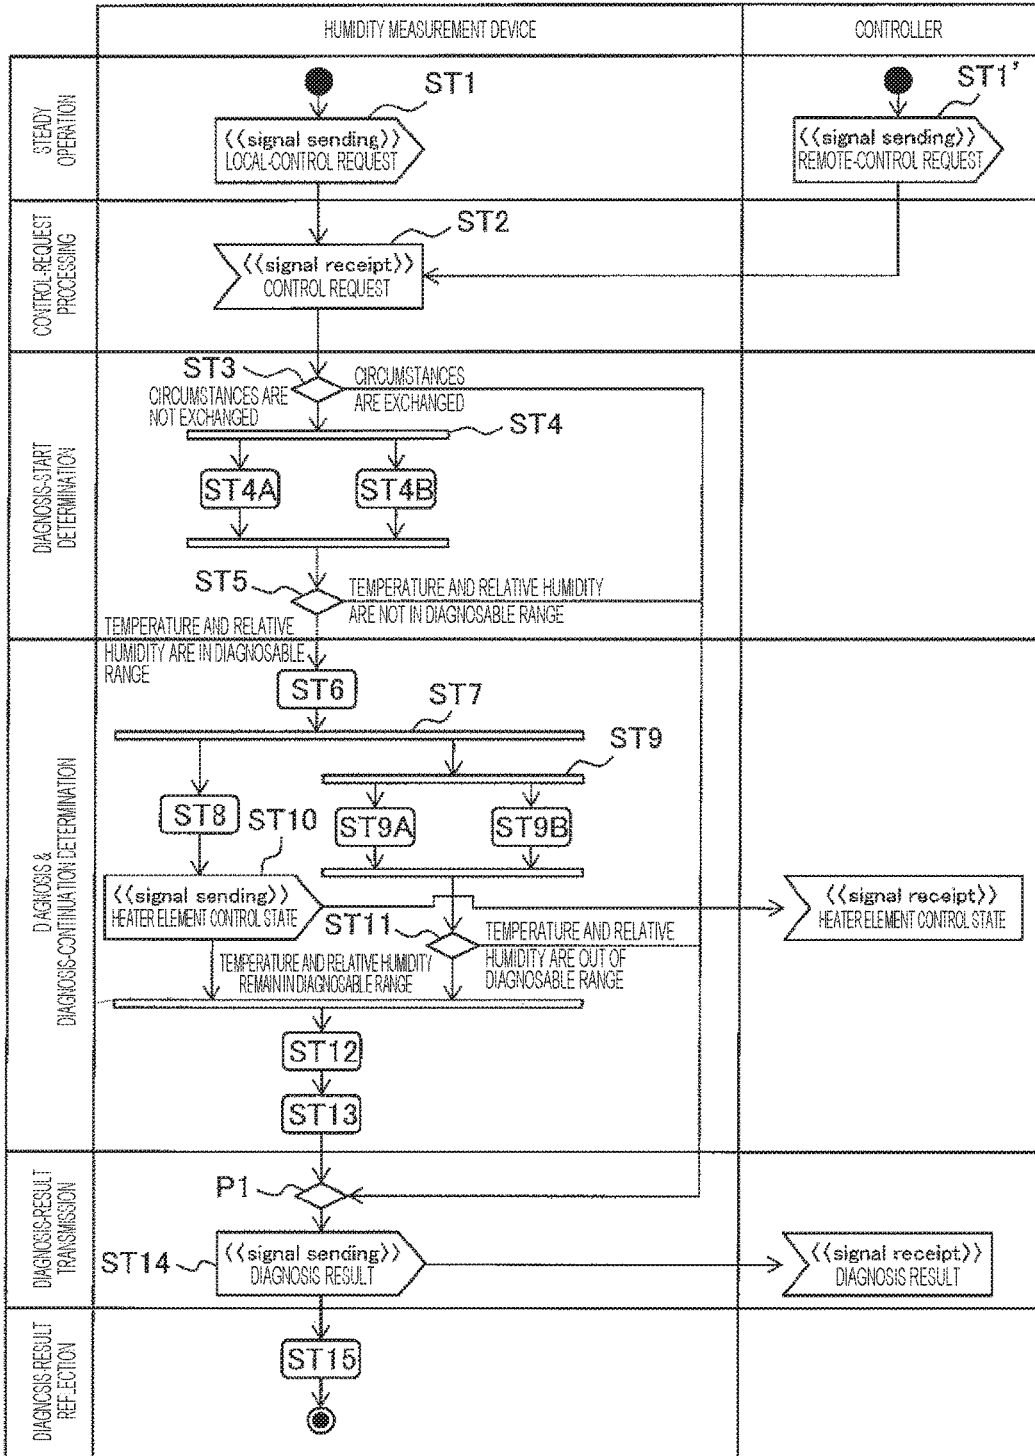 HUMIDITY MEASUREMENT DEVICE
CONTROLLER
STEADY
OPERATION
ST1
<<signal sending>>
LOCAL-CONTROL REQUEST
ST1'
<<signal sending>>
REMOTE-CONTROL REQUEST
CONTROL-REQUEST
PROCESSING
ST2
<<signal receipt>>
CONTROL REQUEST
DIAGNOSIS-START
DETERMINATION
ST3
CIRCUMSTANCES ARE
NOT EXCHANGED
CIRCUMSTANCES
ARE EXCHANGED
ST4
ST4A
ST4B
ST5
TEMPERATURE AND RELATIVE HUMIDITY
ARE NOT IN DIAGNOSABLE RANGE
TEMPERATURE AND RELATIVE
HUMIDITY ARE IN DIAGNOSABLE
RANGE
DIAGNOSIS &
DIAGNOSIS-CONTINUATION DETERMINATION
ST6
ST7
ST9
ST8
ST10
ST9A
ST9B
<<signal sending>>
HEATER ELEMENT CONTROL STATE
<<signal receipt>>
HEATER ELEMENT CONTROL STATE
ST11
TEMPERATURE AND RELATIVE
HUMIDITY ARE OUT OF
DIAGNOSABLE RANGE
TEMPERATURE AND RELATIVE HUMIDITY
REMAIN IN DIAGNOSABLE RANGE
ST12
ST13
DIAGNOSIS-RESULT
TRANSMISSION
P1
ST14
<<signal sending>>
DIAGNOSIS RESULT
<<signal receipt>>
DIAGNOSIS RESULT
DIAGNOSIS-RESULT
REFLECTION
ST15